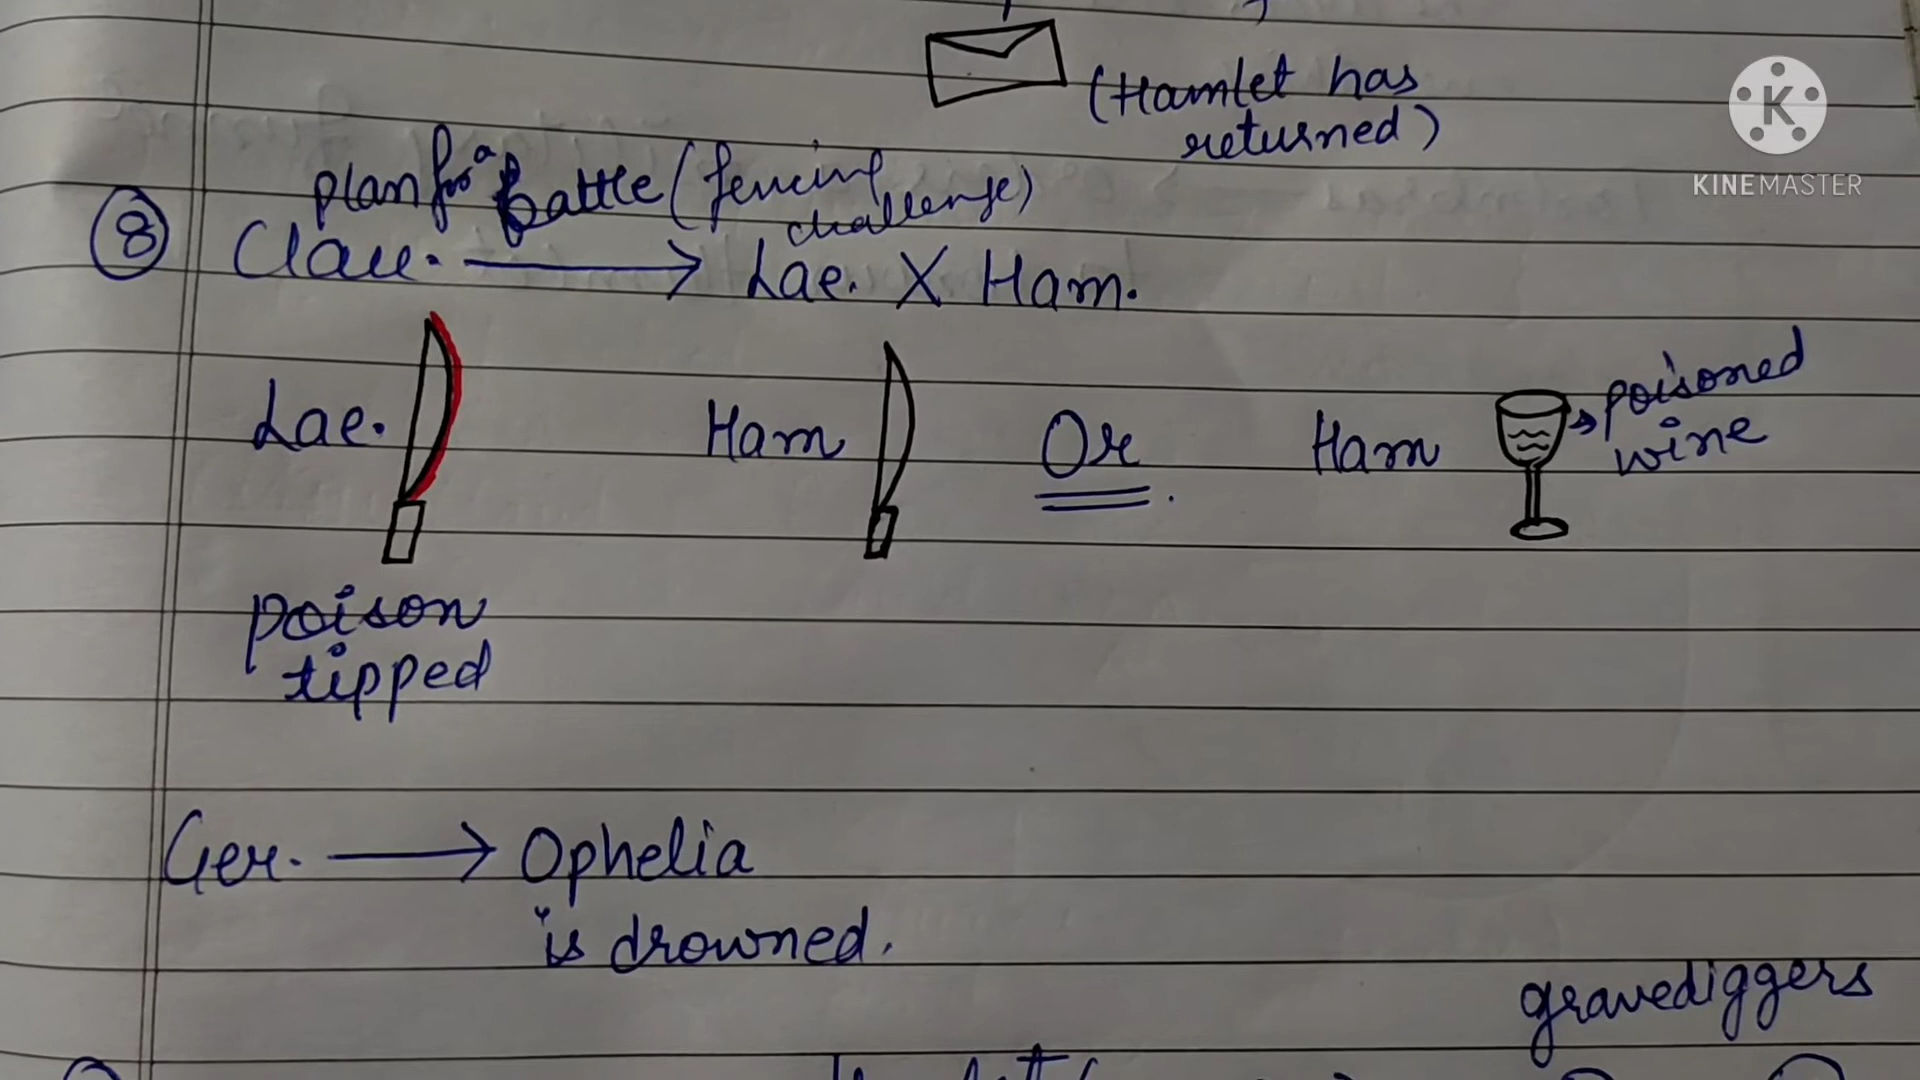 (Hamlet has
returned)
K
KINEMASTER
plan for a battle (fencing
challenge)
8 Clau. → Lae. X Ham.
Lae. Ham Or Ham poisoned
wine
poison
tipped
Ger. → Ophelia
is drowned.
gravediggers